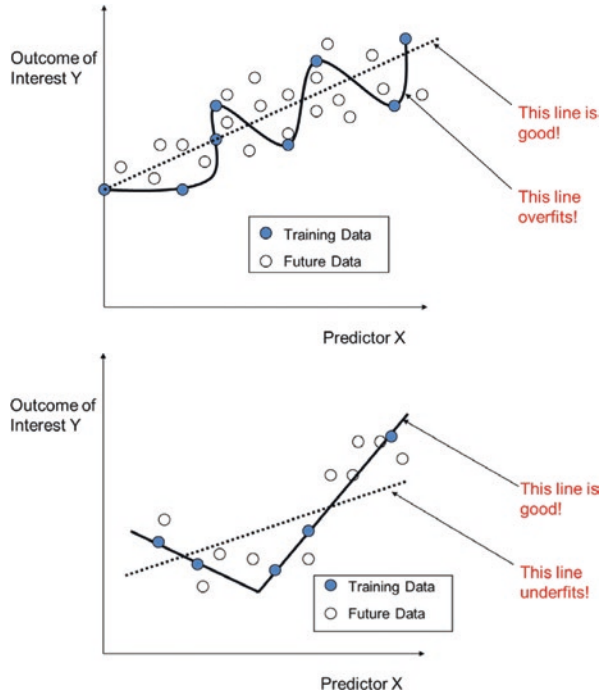 Outcome of
Interest Y
This line is
good!
This line
overfits!
Training Data
Future Data
Predictor X
Outcome of
Interest Y
This line is
good!
This line
underfits!
Training Data
Future Data
Predictor X